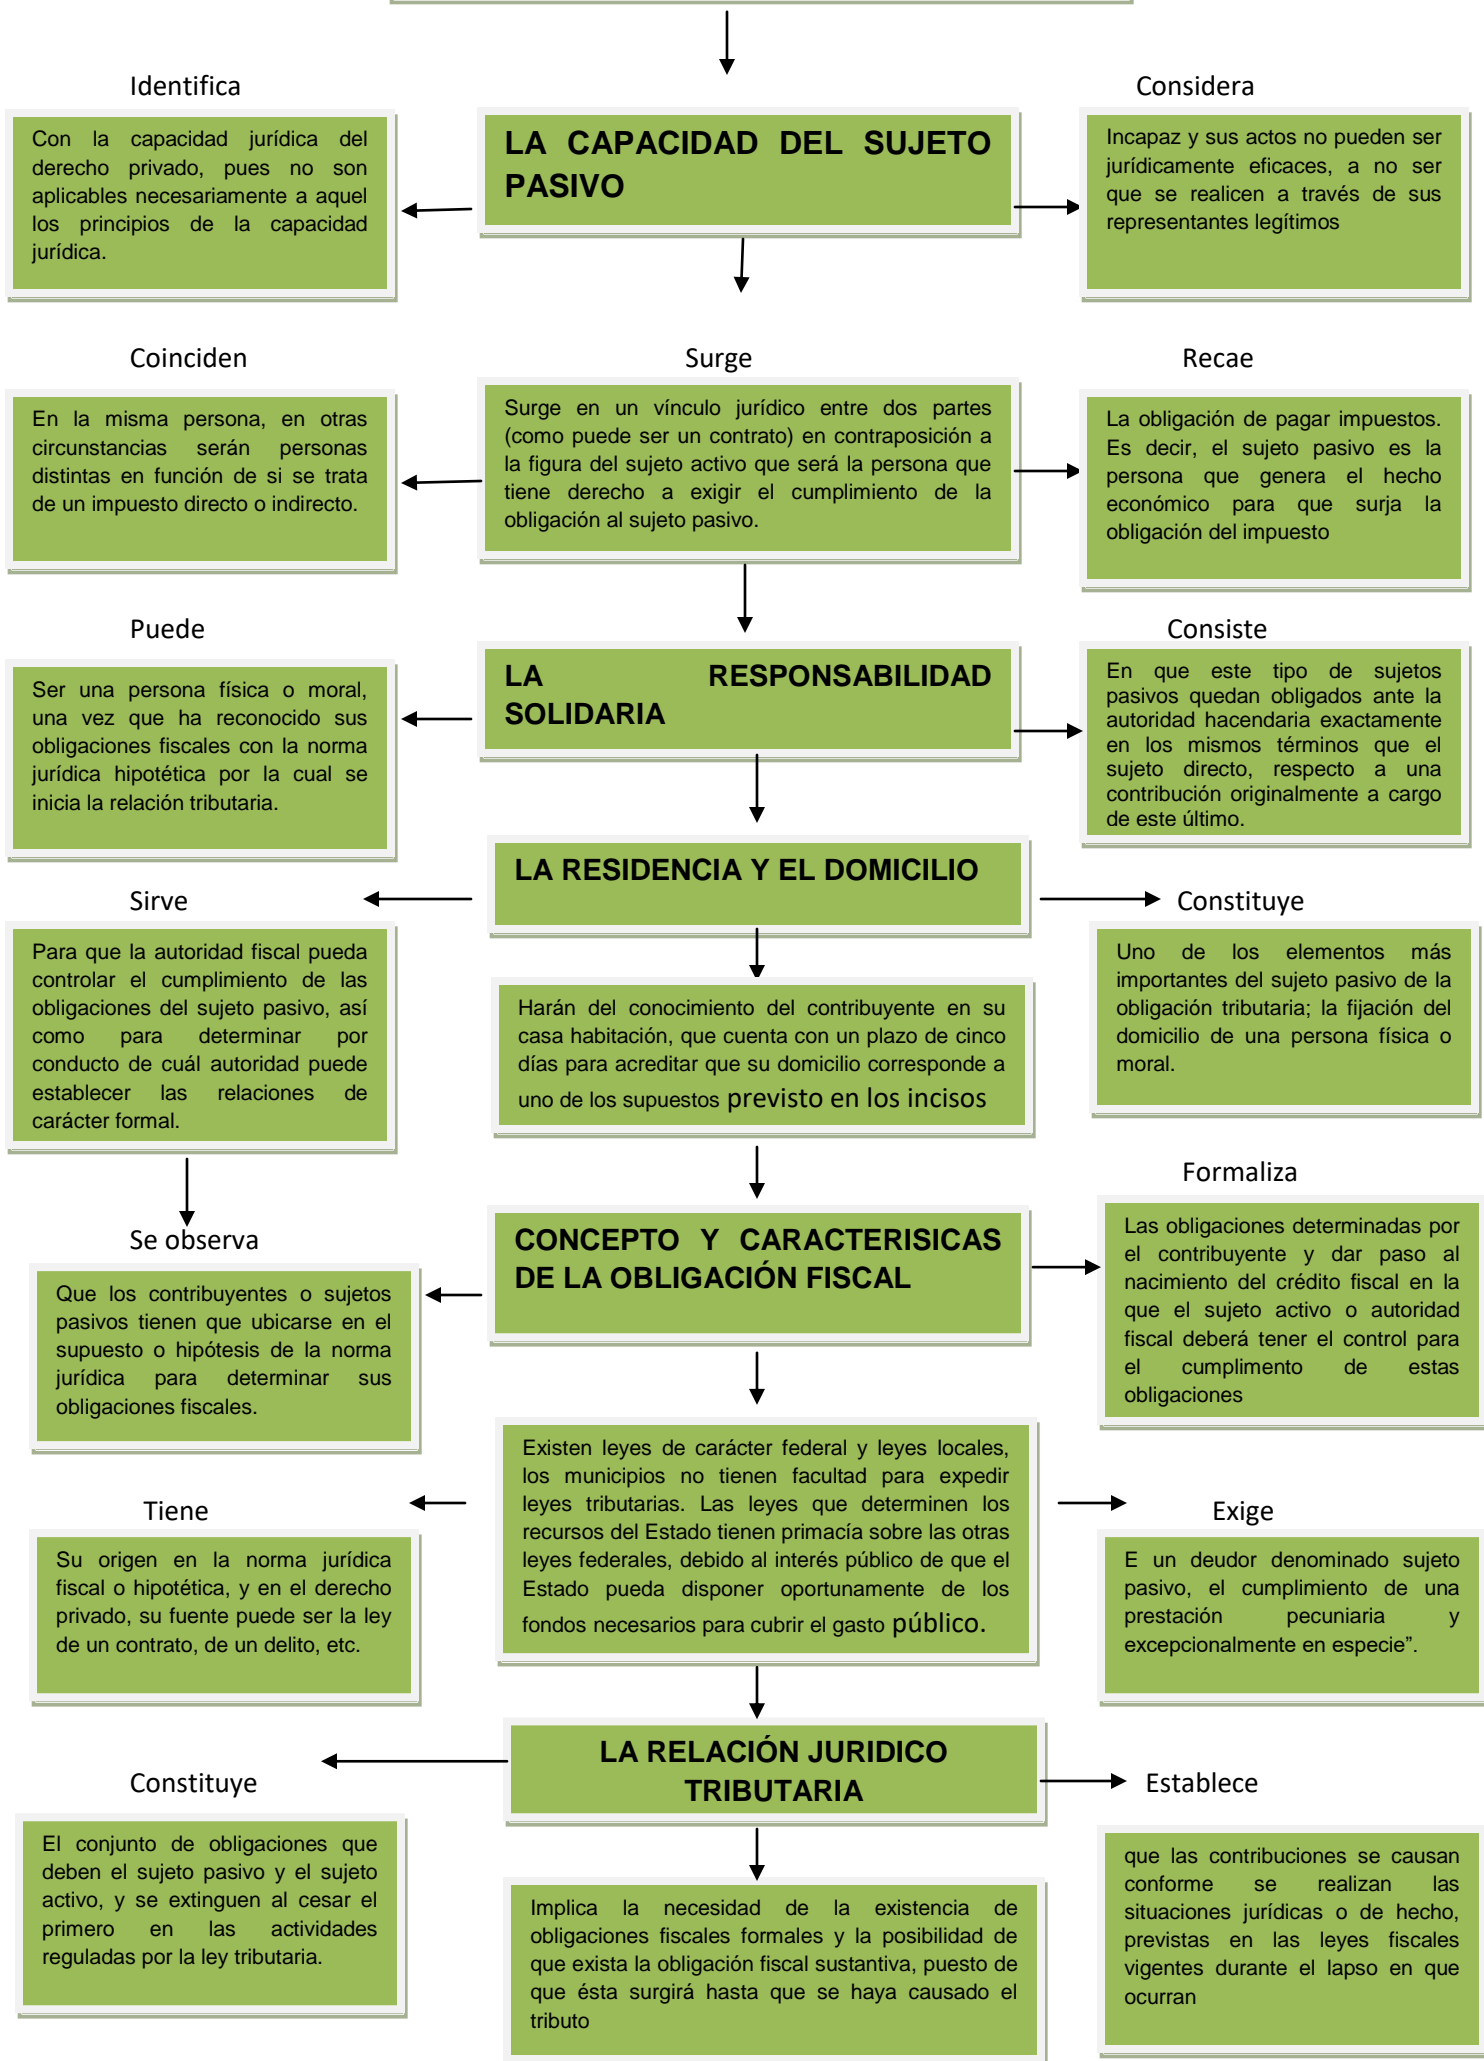 Identifica
Con la capacidad jurídica del
derecho privado, pues no son
aplicables necesariamente a aquel
los principios de la capacidad
jurídica.
LA CAPACIDAD DEL SUJETO
PASIVO
Considera
Incapaz y sus actos no pueden ser
jurídicamente eficaces, a no ser
que se realicen a través de sus
representantes legítimos
Coinciden
En la misma persona, en otras
circunstancias serán personas
distintas en función de si se trata
de un impuesto directo o indirecto.
Surge
Surge en un vínculo jurídico entre dos partes
(como puede ser un contrato) en contraposición a
la figura del sujeto activo que será la persona que
tiene derecho a exigir el cumplimiento de la
obligación al sujeto pasivo.
Recae
La obligación de pagar impuestos.
Es decir, el sujeto pasivo es la
persona que genera el hecho
económico para que surja la
obligación del impuesto
Puede
Ser una persona física o moral,
una vez que ha reconocido sus
obligaciones fiscales con la norma
jurídica hipotética por la cual se
inicia la relación tributaria.
LA RESPONSABILIDAD
SOLIDARIA
Consiste
En que este tipo de sujetos
pasivos quedan obligados ante la
autoridad hacendaria exactamente
en los mismos términos que el
sujeto directo, respecto a una
contribución originalmente a cargo
de este último.
LA RESIDENCIA Y EL DOMICILIO
Sirve
Para que la autoridad fiscal pueda
controlar el cumplimiento de las
obligaciones del sujeto pasivo, así
como para determinar por
conducto de cuál autoridad puede
establecer las relaciones de
carácter formal.
Harán del conocimiento del contribuyente en su
casa habitación, que cuenta con un plazo de cinco
días para acreditar que su domicilio corresponde a
uno de los supuestos previsto en los incisos
Constituye
Uno de los elementos más
importantes del sujeto pasivo de la
obligación tributaria; la fijación del
domicilio de una persona física o
moral.
Se observa
Que los contribuyentes o sujetos
pasivos tienen que ubicarse en el
supuesto o hipótesis de la norma
jurídica para determinar sus
obligaciones fiscales.
CONCEPTO Y CARACTERISICAS
DE LA OBLIGACIÓN FISCAL
Formaliza
Las obligaciones determinadas por
el contribuyente y dar paso al
nacimiento del crédito fiscal en la
que el sujeto activo o autoridad
fiscal deberá tener el control para
el cumplimento de estas
obligaciones
Tiene
Su origen en la norma jurídica
fiscal o hipotética, y en el derecho
privado, su fuente puede ser la ley
de un contrato, de un delito, etc.
Existen leyes de carácter federal y leyes locales,
los municipios no tienen facultad para expedir
leyes tributarias. Las leyes que determinen los
recursos del Estado tienen primacía sobre las otras
leyes federales, debido al interés público de que el
Estado pueda disponer oportunamente de los
fondos necesarios para cubrir el gasto público.
Exige
E un deudor denominado sujeto
pasivo, el cumplimiento de una
prestación pecuniaria y
excepcionalmente en especie”.
LA RELACIÓN JURIDICO
TRIBUTARIA
Constituye
El conjunto de obligaciones que
deben el sujeto pasivo y el sujeto
activo, y se extinguen al cesar el
primero en las actividades
reguladas por la ley tributaria.
Implica la necesidad de la existencia de
obligaciones fiscales formales y la posibilidad de
que exista la obligación fiscal sustantiva, puesto de
que ésta surgirá hasta que se haya causado el
tributo
Establece
que las contribuciones se causan
conforme se realizan las
situaciones jurídicas o de hecho,
previstas en las leyes fiscales
vigentes durante el lapso en que
ocurran